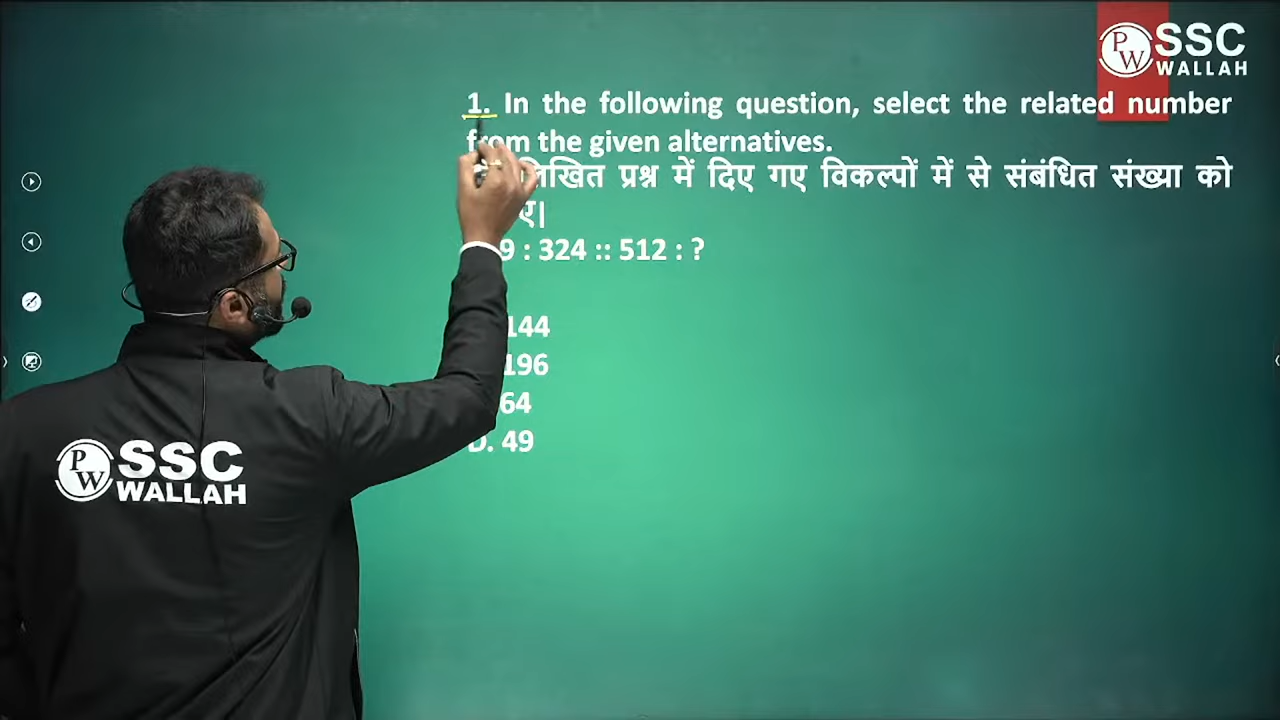 PW SSC
WALLAH
1. In the following question, select the related number
from the given alternatives.
प्रश्न में दिए गए विकल्पों में से संबंधित संख्या को
9 : 324 :: 512 : ?
144
196
64
D. 49
PW SSC
WALLAH